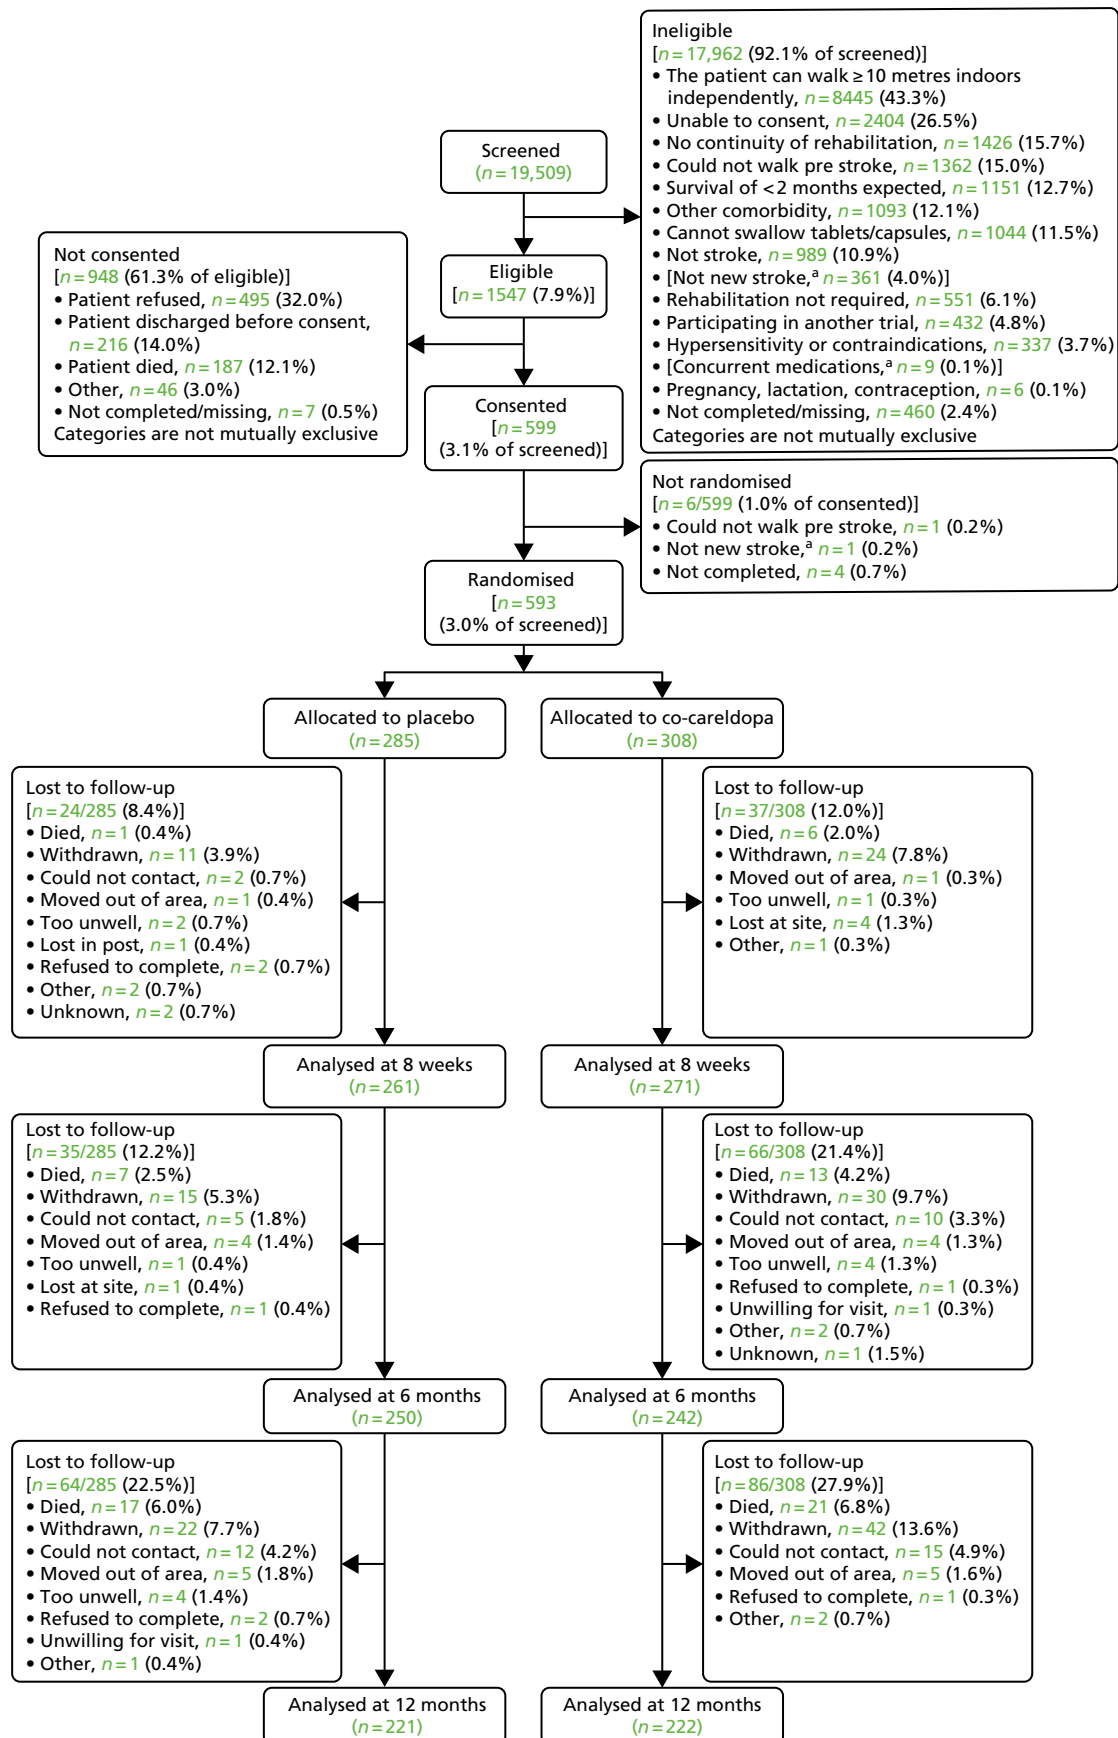 Ineligible
[n = 17,962 (92.1% of screened)]
• The patient can walk ≥ 10 metres indoors
independently, n = 8445 (43.3%)
• Unable to consent, n = 2404 (26.5%)
• No continuity of rehabilitation, n = 1426 (15.7%)
• Could not walk pre stroke, n = 1362 (15.0%)
• Survival of <2 months expected, n = 1151 (12.7%)
• Other comorbidity, n = 1093 (12.1%)
• Cannot swallow tablets/capsules, n = 1044 (11.5%)
• Not stroke, n = 989 (10.9%)
• [Not new stroke,ᵃ n = 361 (4.0%)]
• Rehabilitation not required, n = 551 (6.1%)
• Participating in another trial, n = 432 (4.8%)
• Hypersensitivity or contraindications, n = 337 (3.7%)
• [Concurrent medications,ᵃ n = 9 (0.1%)]
• Pregnancy, lactation, contraception, n = 6 (0.1%)
• Not completed/missing, n = 460 (2.4%)
Categories are not mutually exclusive
Screened
(n = 19,509)
Eligible
[n = 1547 (7.9%)]
Not consented
[n = 948 (61.3% of eligible)]
• Patient refused, n = 495 (32.0%)
• Patient discharged before consent,
n = 216 (14.0%)
• Patient died, n = 187 (12.1%)
• Other, n = 46 (3.0%)
• Not completed/missing, n = 7 (0.5%)
Categories are not mutually exclusive
Consented
[n = 599
(3.1% of screened)]
Not randomised
[n = 6/599 (1.0% of consented)]
• Could not walk pre stroke, n = 1 (0.2%)
• Not new stroke,ᵃ n = 1 (0.2%)
• Not completed, n = 4 (0.7%)
Randomised
[n = 593
(3.0% of screened)]
Allocated to placebo
(n = 285)
Allocated to co-careldopa
(n = 308)
Lost to follow-up
[n = 24/285 (8.4%)]
• Died, n = 1 (0.4%)
• Withdrawn, n = 11 (3.9%)
• Could not contact, n = 2 (0.7%)
• Moved out of area, n = 1 (0.4%)
• Too unwell, n = 2 (0.7%)
• Lost in post, n = 1 (0.4%)
• Refused to complete, n = 2 (0.7%)
• Other, n = 2 (0.7%)
• Unknown, n = 2 (0.7%)
Lost to follow-up
[n = 37/308 (12.0%)]
• Died, n = 6 (2.0%)
• Withdrawn, n = 24 (7.8%)
• Moved out of area, n = 1 (0.3%)
• Too unwell, n = 1 (0.3%)
• Lost at site, n = 4 (1.3%)
• Other, n = 1 (0.3%)
Analysed at 8 weeks
(n = 261)
Analysed at 8 weeks
(n = 271)
Lost to follow-up
[n = 35/285 (12.2%)]
• Died, n = 7 (2.5%)
• Withdrawn, n = 15 (5.3%)
• Could not contact, n = 5 (1.8%)
• Moved out of area, n = 4 (1.4%)
• Too unwell, n = 1 (0.4%)
• Lost at site, n = 1 (0.4%)
• Refused to complete, n = 1 (0.4%)
Lost to follow-up
[n = 66/308 (21.4%)]
• Died, n = 13 (4.2%)
• Withdrawn, n = 30 (9.7%)
• Could not contact, n = 10 (3.3%)
• Moved out of area, n = 4 (1.3%)
• Too unwell, n = 4 (1.3%)
• Refused to complete, n = 1 (0.3%)
• Unwilling for visit, n = 1 (0.3%)
• Other, n = 2 (0.7%)
• Unknown, n = 1 (1.5%)
Analysed at 6 months
(n = 250)
Analysed at 6 months
(n = 242)
Lost to follow-up
[n = 64/285 (22.5%)]
• Died, n = 17 (6.0%)
• Withdrawn, n = 22 (7.7%)
• Could not contact, n = 12 (4.2%)
• Moved out of area, n = 5 (1.8%)
• Too unwell, n = 4 (1.4%)
• Refused to complete, n = 2 (0.7%)
• Unwilling for visit, n = 1 (0.4%)
• Other, n = 1 (0.4%)
Lost to follow-up
[n = 86/308 (27.9%)]
• Died, n = 21 (6.8%)
• Withdrawn, n = 42 (13.6%)
• Could not contact, n = 15 (4.9%)
• Moved out of area, n = 5 (1.6%)
• Refused to complete, n = 1 (0.3%)
• Other, n = 2 (0.7%)
Analysed at 12 months
(n = 221)
Analysed at 12 months
(n = 222)